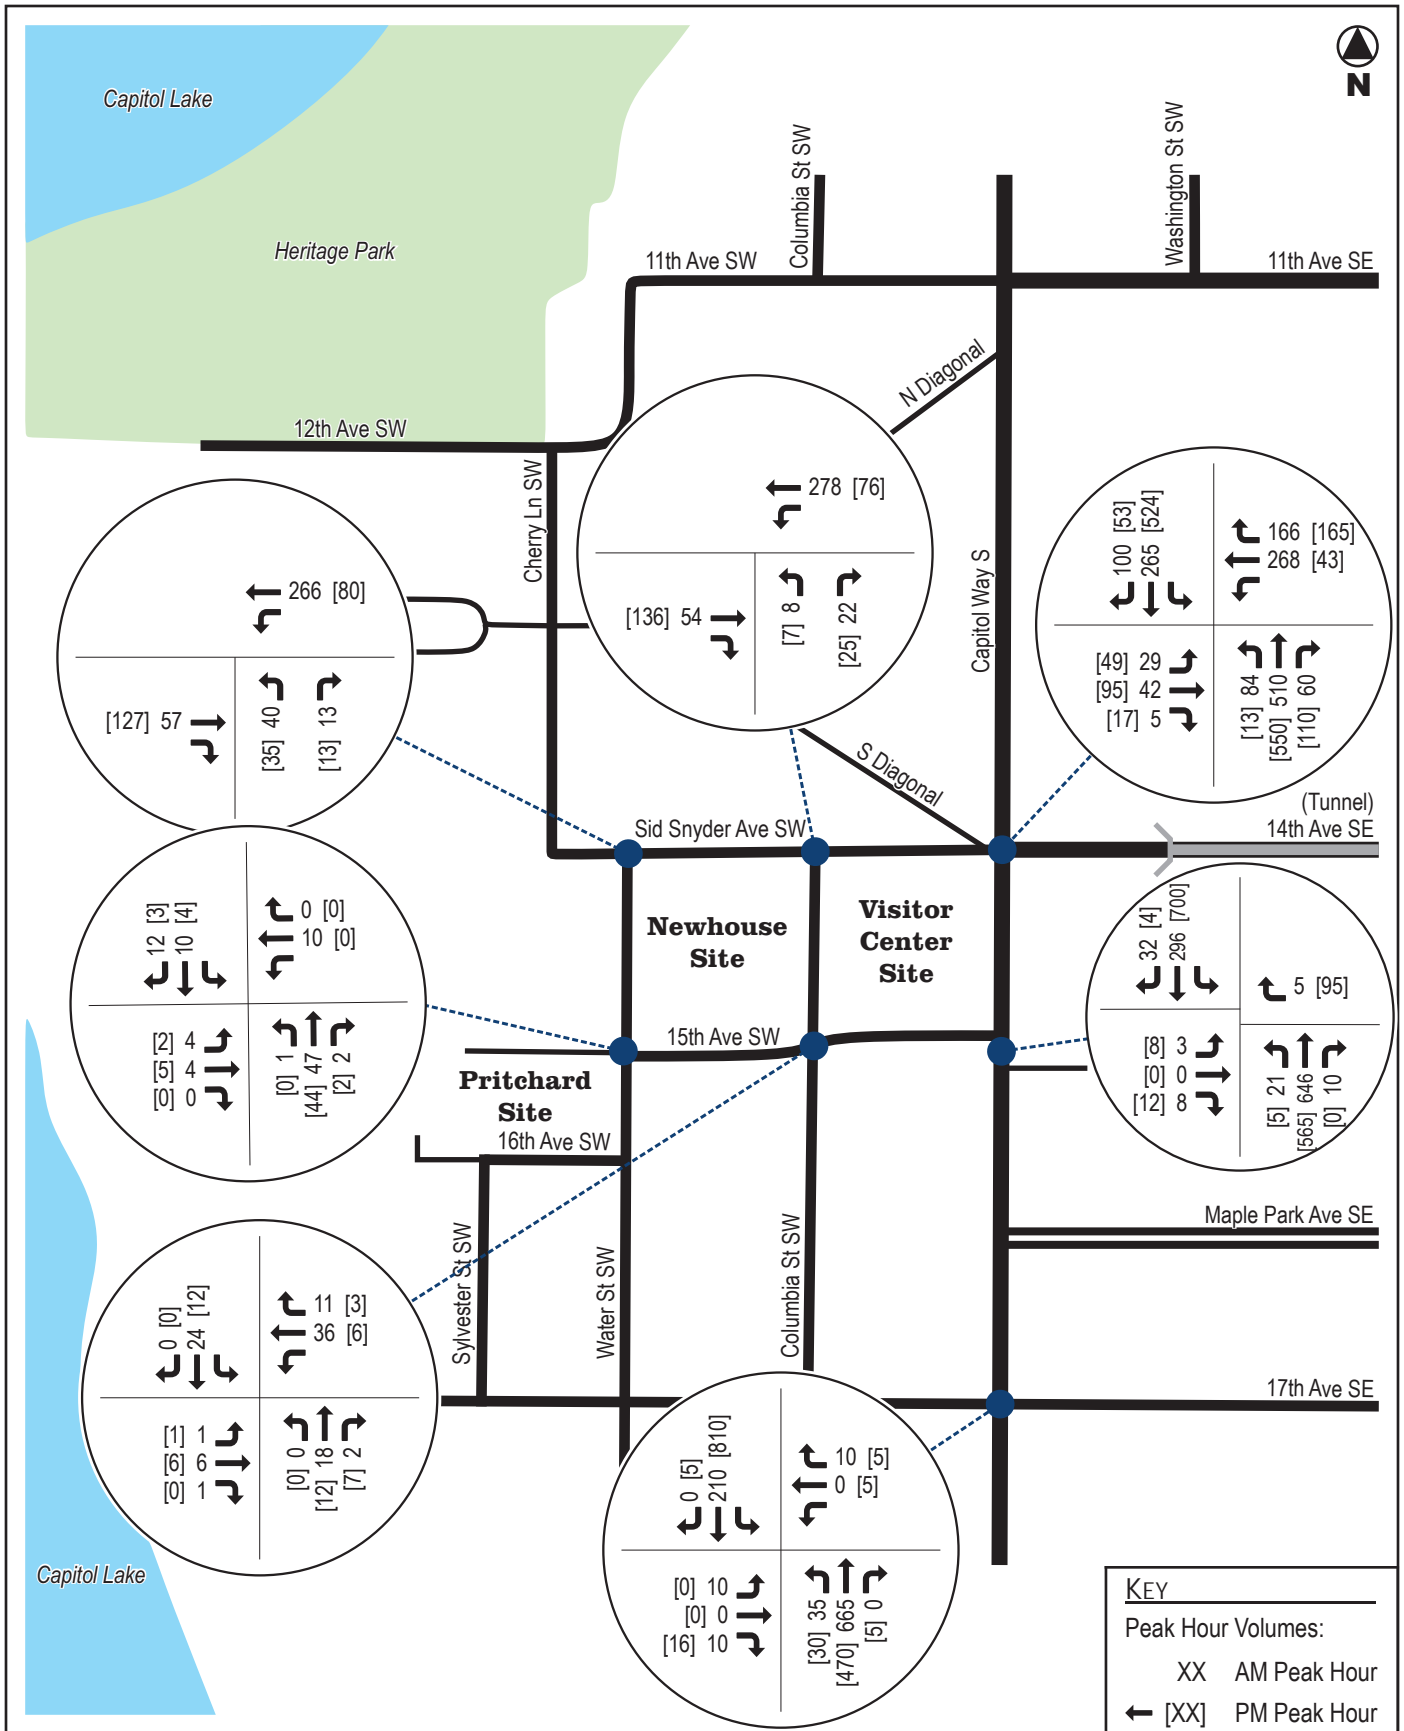 N
Capitol Lake
Heritage Park
Columbia St SW
Washington St SW
11th Ave SW
11th Ave SE
N Diagonal
12th Ave SW
Cherry Ln SW
Capitol Way S
278 [76]
[136] 54
[7] 8
[25] 22
100 [53]
265 [524]
166 [165]
268 [43]
[49] 29
[95] 42
[17] 5
[13] 84
[550] 510
[110] 60
266 [80]
[127] 57
[35] 40
[13] 13
S Diagonal
(Tunnel)
14th Ave SE
Sid Snyder Ave SW
12 [3]
10 [4]
0 [0]
10 [0]
[2] 4
[5] 4
[0] 0
[0] 1
[44] 47
[2] 2
Newhouse
Site
Visitor
Center
Site
32 [4]
296 [700]
5 [95]
[8] 3
[0] 0
[12] 8
[5] 21
[565] 646
[0] 10
15th Ave SW
Pritchard
Site
16th Ave SW
Maple Park Ave SE
Sylvester St SW
Water St SW
Columbia St SW
0 [0]
24 [12]
11 [3]
36 [6]
[1] 1
[6] 6
[0] 1
[0] 0
[12] 18
[7] 2
17th Ave SE
0 [5]
210 [810]
10 [5]
0 [5]
[0] 10
[0] 0
[16] 10
[30] 35
[470] 665
[5] 0
Capitol Lake
KEY
Peak Hour Volumes:
XX AM Peak Hour
[XX] PM Peak Hour